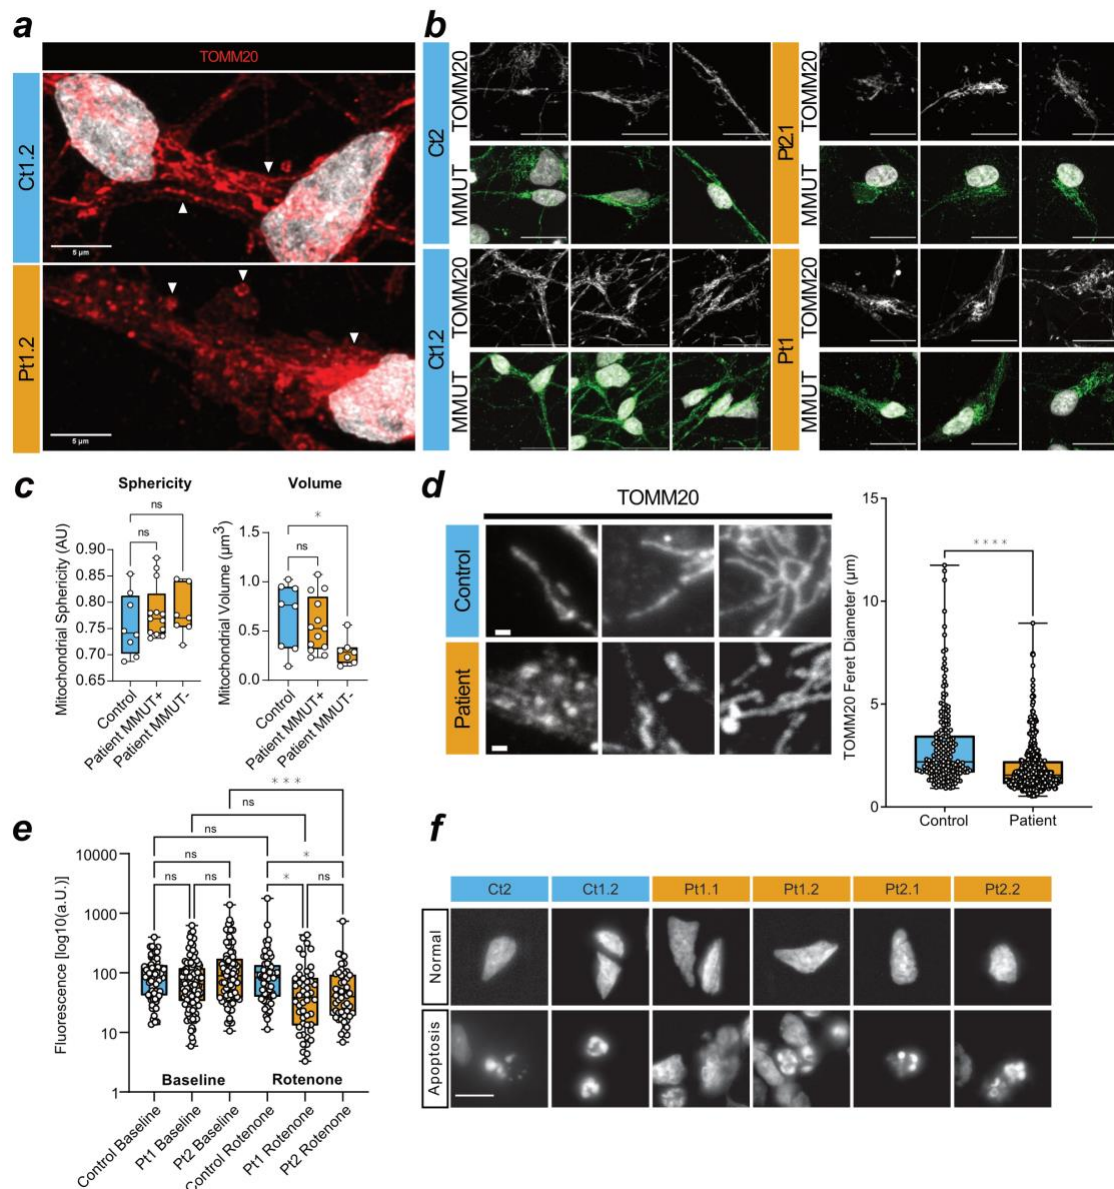 a
TOMM20
Ct1.2
5 µm
Pt1.2
5 µm
b
Ct2
TOMM20
MMUT
Ct1.2
TOMM20
MMUT
Pt2.1
TOMM20
MMUT
Pt1
TOMM20
MMUT
c
Sphericity
ns
ns
Mitochondrial Sphericity (AU)
0.90
0.85
0.80
0.75
0.70
0.65
Control
Patient MMUT+
Patient MMUT-
Volume
*
ns
Mitochondrial Volume (µm³)
1.5
1.0
0.5
0.0
Control
Patient MMUT+
Patient MMUT-
d
TOMM20
Control
Patient
TOMM20 Feret Diameter (µm)
15
10
5
0
****
Control
Patient
e
***
ns
ns
ns
*
ns
ns
*
ns
Fluorescence [log10(a.U.)]
10000
1000
100
10
1
Baseline
Rotenone
Control Baseline
Pt1 Baseline
Pt2 Baseline
Control Rotenone
Pt1 Rotenone
Pt2 Rotenone
f
Ct2
Ct1.2
Pt1.1
Pt1.2
Pt2.1
Pt2.2
Normal
Apoptosis